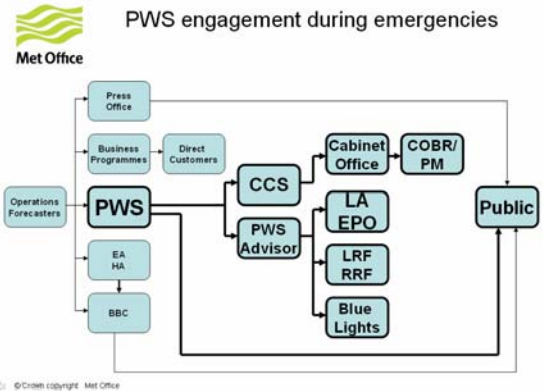 PWS engagement during emergencies
Met Office
Press
Office
Business
Programmes
Direct
Customers
Cabinet
Office
COBR/
PM
CCS
Operations
Forecasters
PWS
LA
EPO
Public
PWS
Advisor
EA
HA
LRF
RRF
BBC
Blue
Lights
© Crown copyright Met Office